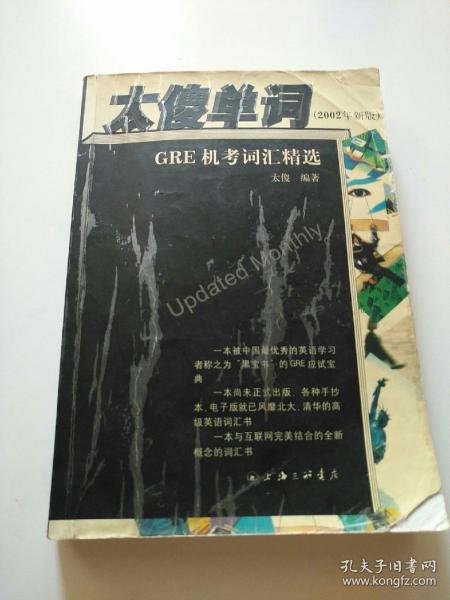 太傻单词
(2002年新版)
GRE 机考词汇精选
太傻 编著
Updated Monthly
一本被中国最优秀的英语学习
者称之为“黑宝书”的GRE应试宝
典
一本尚未正式出版、各种手抄
本、电子版就已风靡北大、清华的高
级英语词汇书
一本与互联网完美结合的全新
概念的词汇书
上海三联书店
孔夫子旧书网
www.kongfz.com